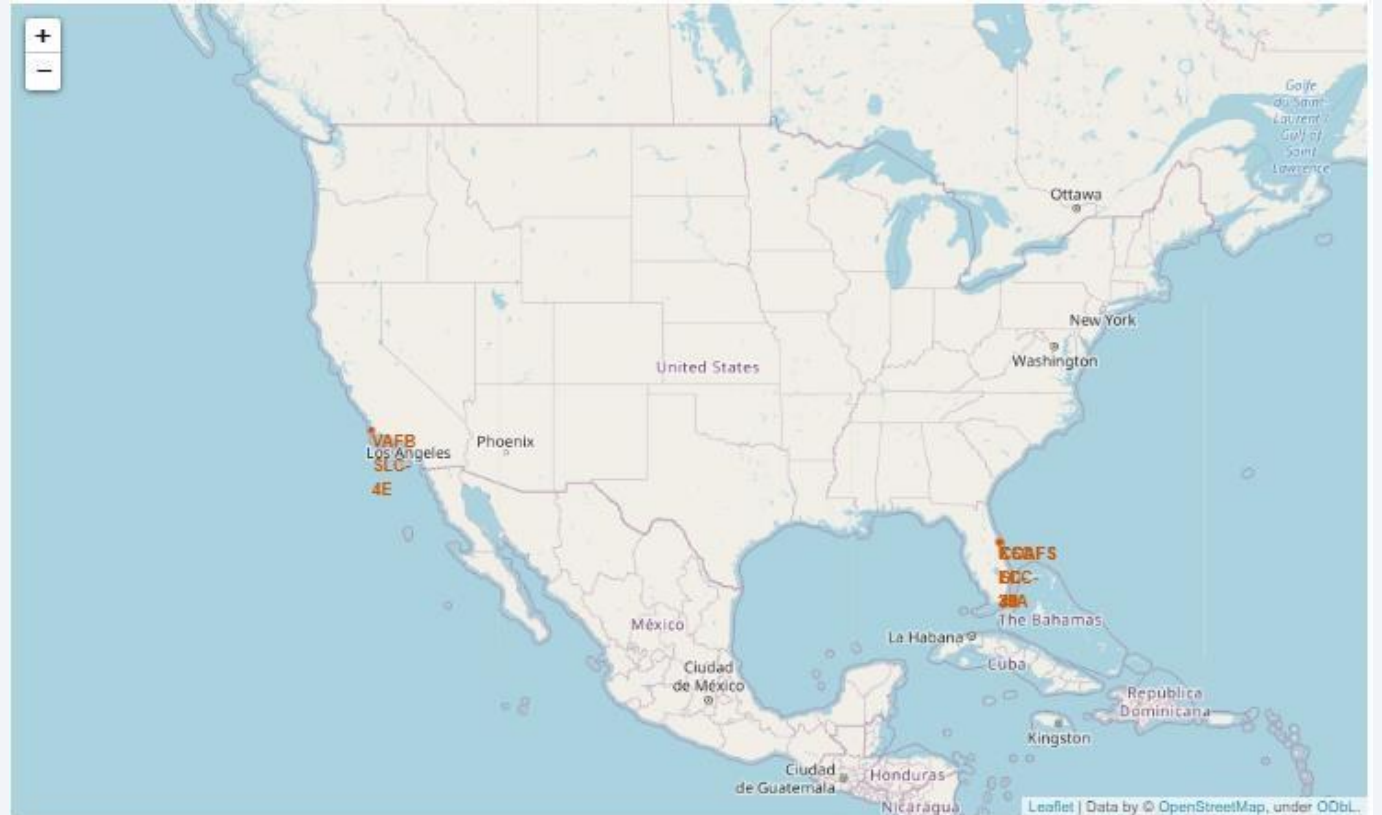 +
−
Golfe
du Saint-
Laurent /
Gulf of
Saint
Lawrence
Ottawa
New York
Washington
United States
VAFB
Los Angeles
SLC-
4E
Phoenix
The Bahamas
La Habana
México
Cuba
Ciudad
de México
República
Dominicana
Kingston
Ciudad
de Guatemala
Honduras
Nicaragua
Leaflet | Data by © OpenStreetMap, under ODbL.